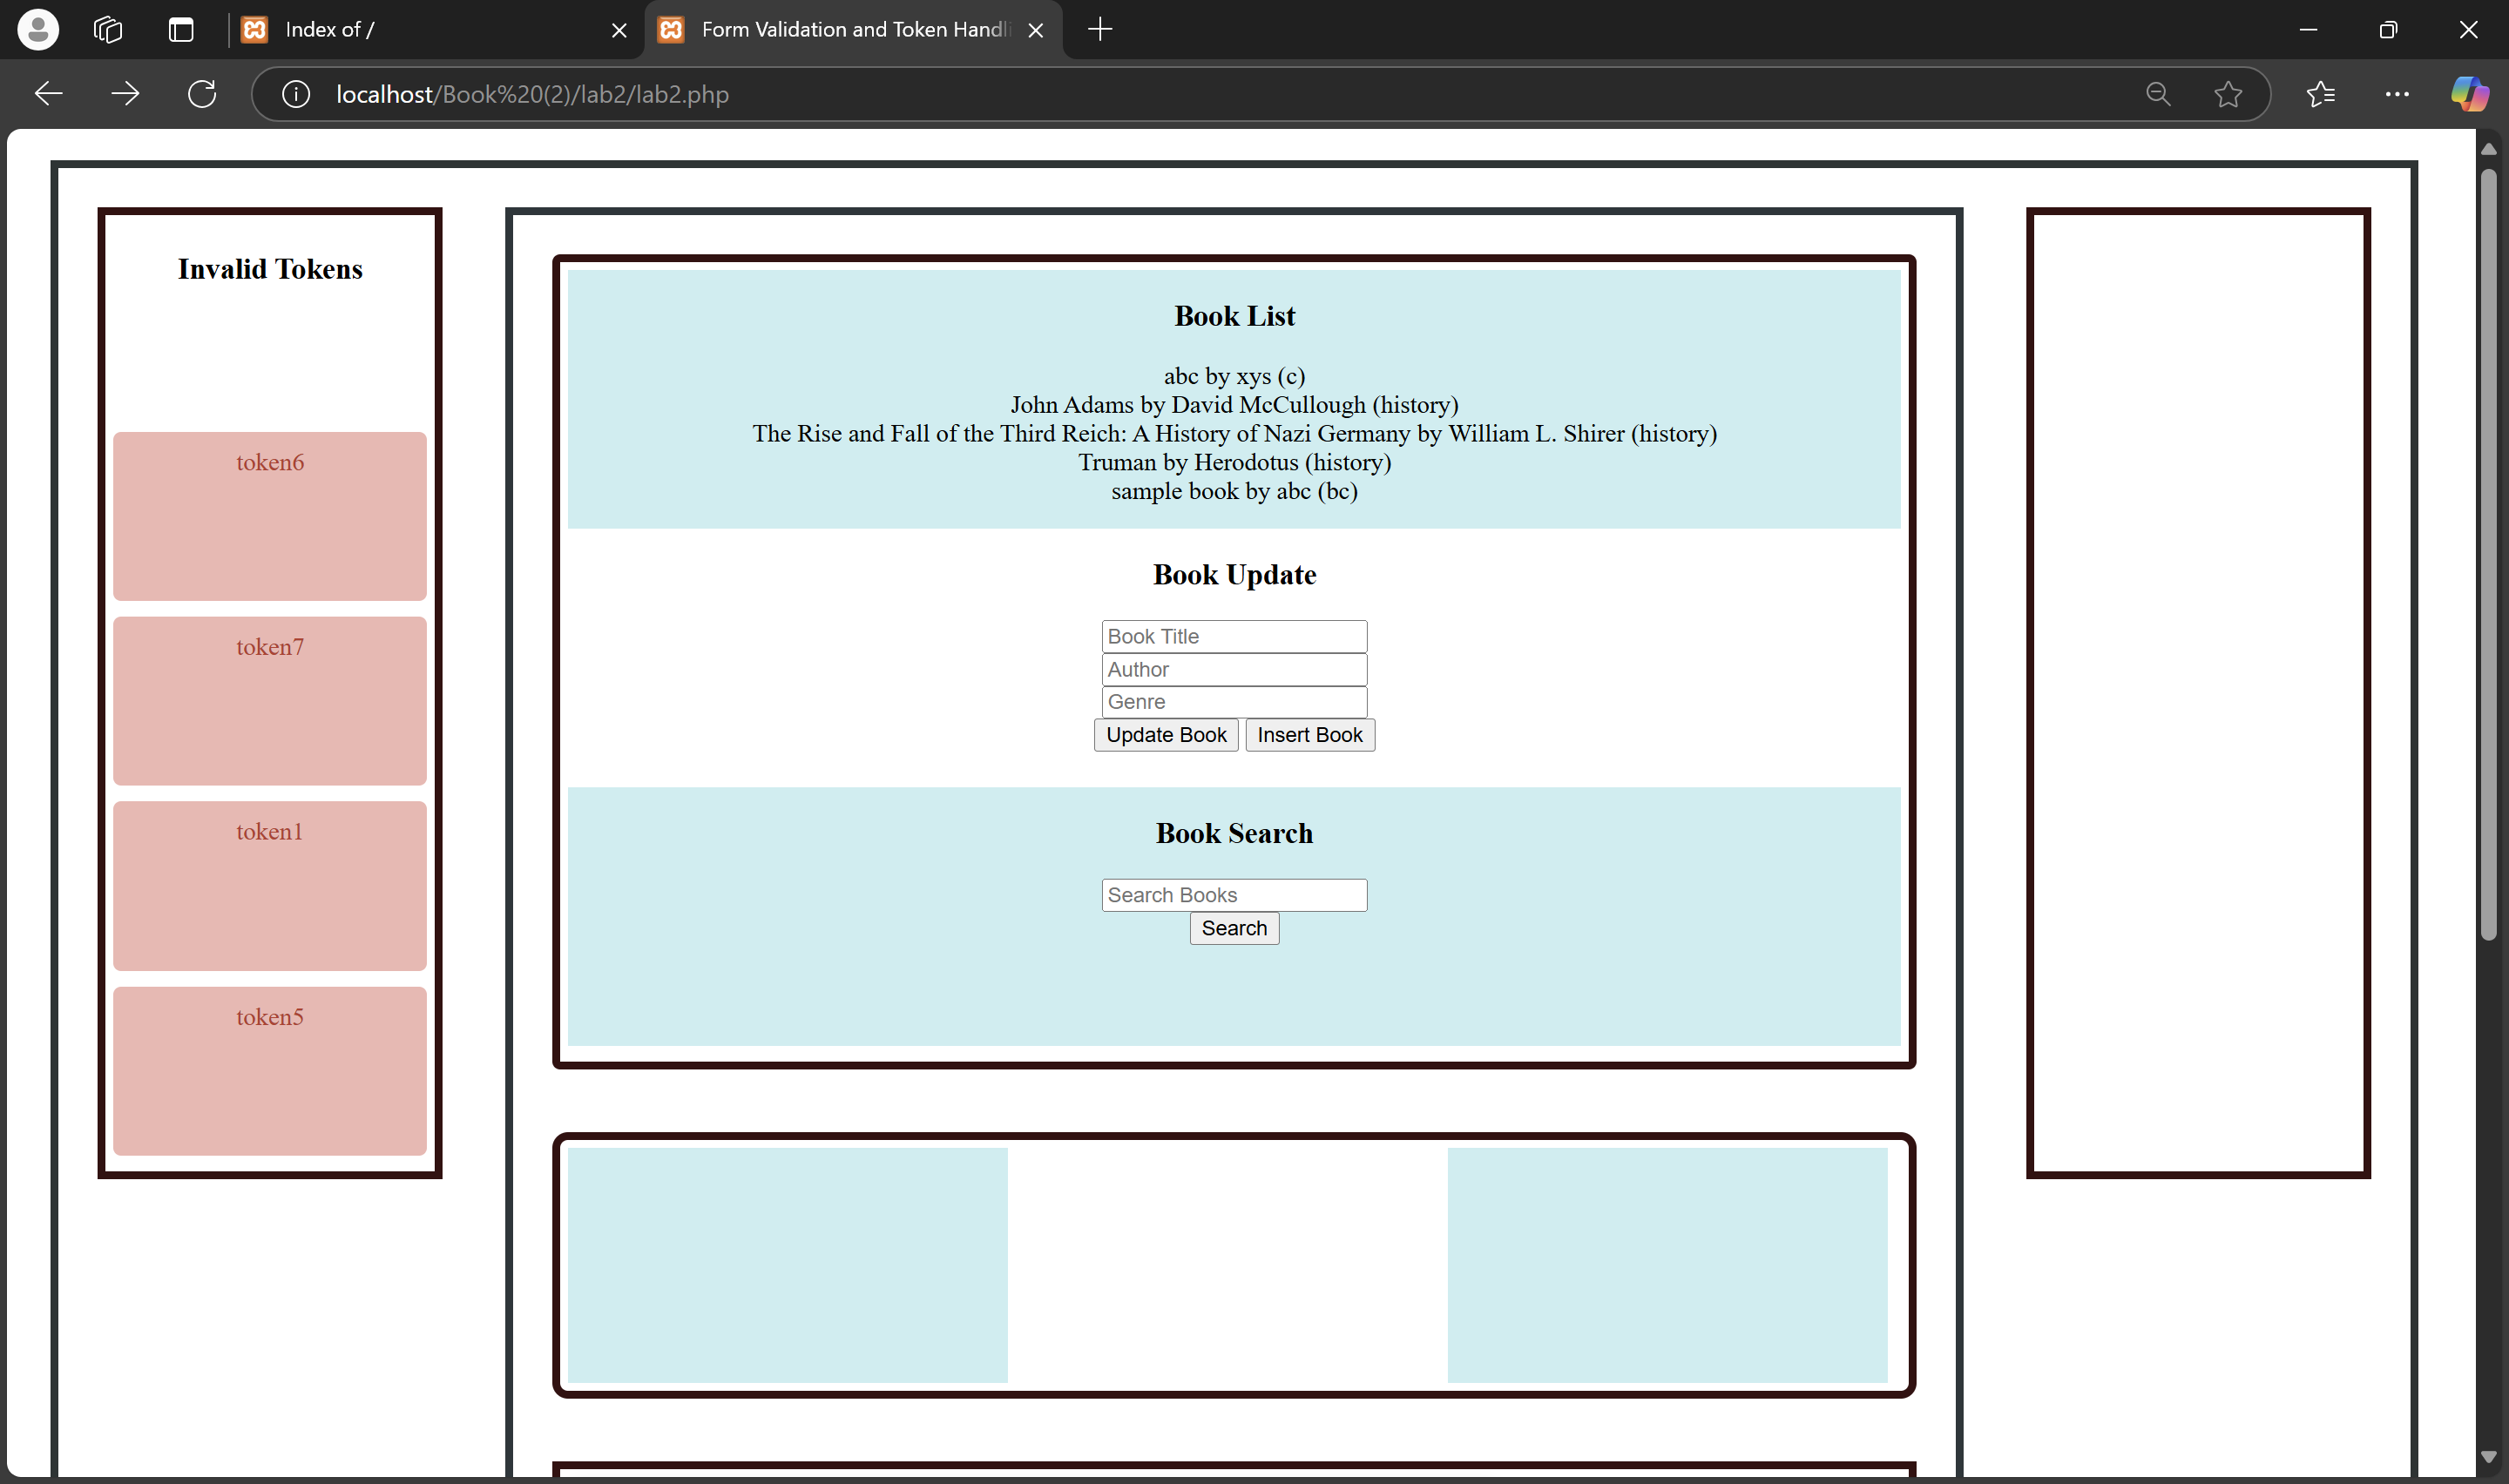 Index of /
Form Validation and Token Handli
localhost/Book%20(2)/lab2/lab2.php
Invalid Tokens
token6
token7
token1
token5
Book List
abc by xys (c)
John Adams by David McCullough (history)
The Rise and Fall of the Third Reich: A History of Nazi Germany by William L. Shirer (history)
Truman by Herodotus (history)
sample book by abc (bc)
Book Update
Book Title
Author
Genre
Update Book Insert Book
Book Search
Search Books
Search